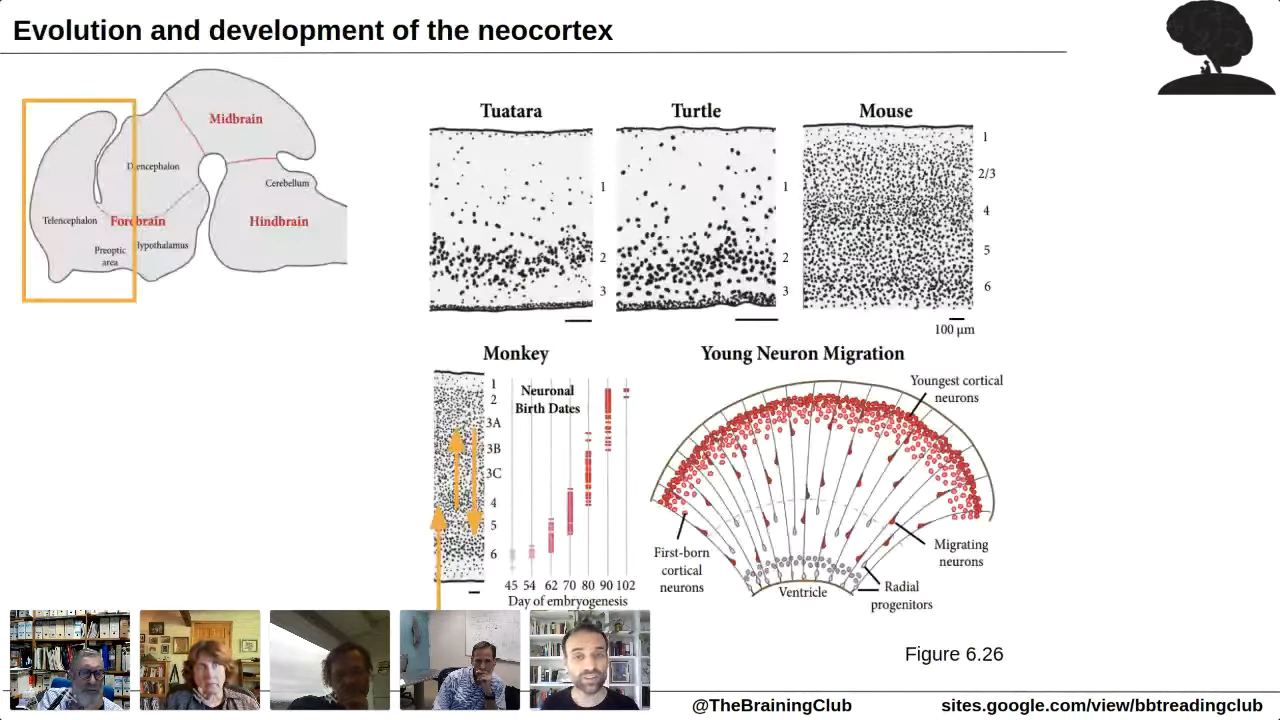 Evolution and development of the neocortex
Midbrain
Diencephalon
Cerebellum
Telencephalon
Forebrain
Hindbrain
Preoptic
area
Hypothalamus
Tuatara
1
2
3
Turtle
1
2
3
Mouse
1
2/3
4
5
6
100 μm
Monkey
1
2
3A
3B
3C
4
5
6
Neuronal
Birth Dates
45 54 62 70 80 90 102
Day of embryogenesis
Young Neuron Migration
Youngest cortical
neurons
First-born
cortical
neurons
Migrating
neurons
Ventricle
Radial
progenitors
Figure 6.26
@TheBrainingClub
sites.google.com/view/bbtreadingclub